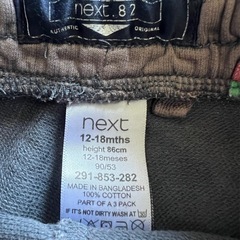 next.82
AUTHENTIC
ORIGINAL
next
12-18mths
height 86cm
12-18meses
90/53
291-853-282
MADE IN BANGLADESH
100% COTTON
PART OF A 3 PACK
IF IT'S NOT DIRTY WASH AT 30